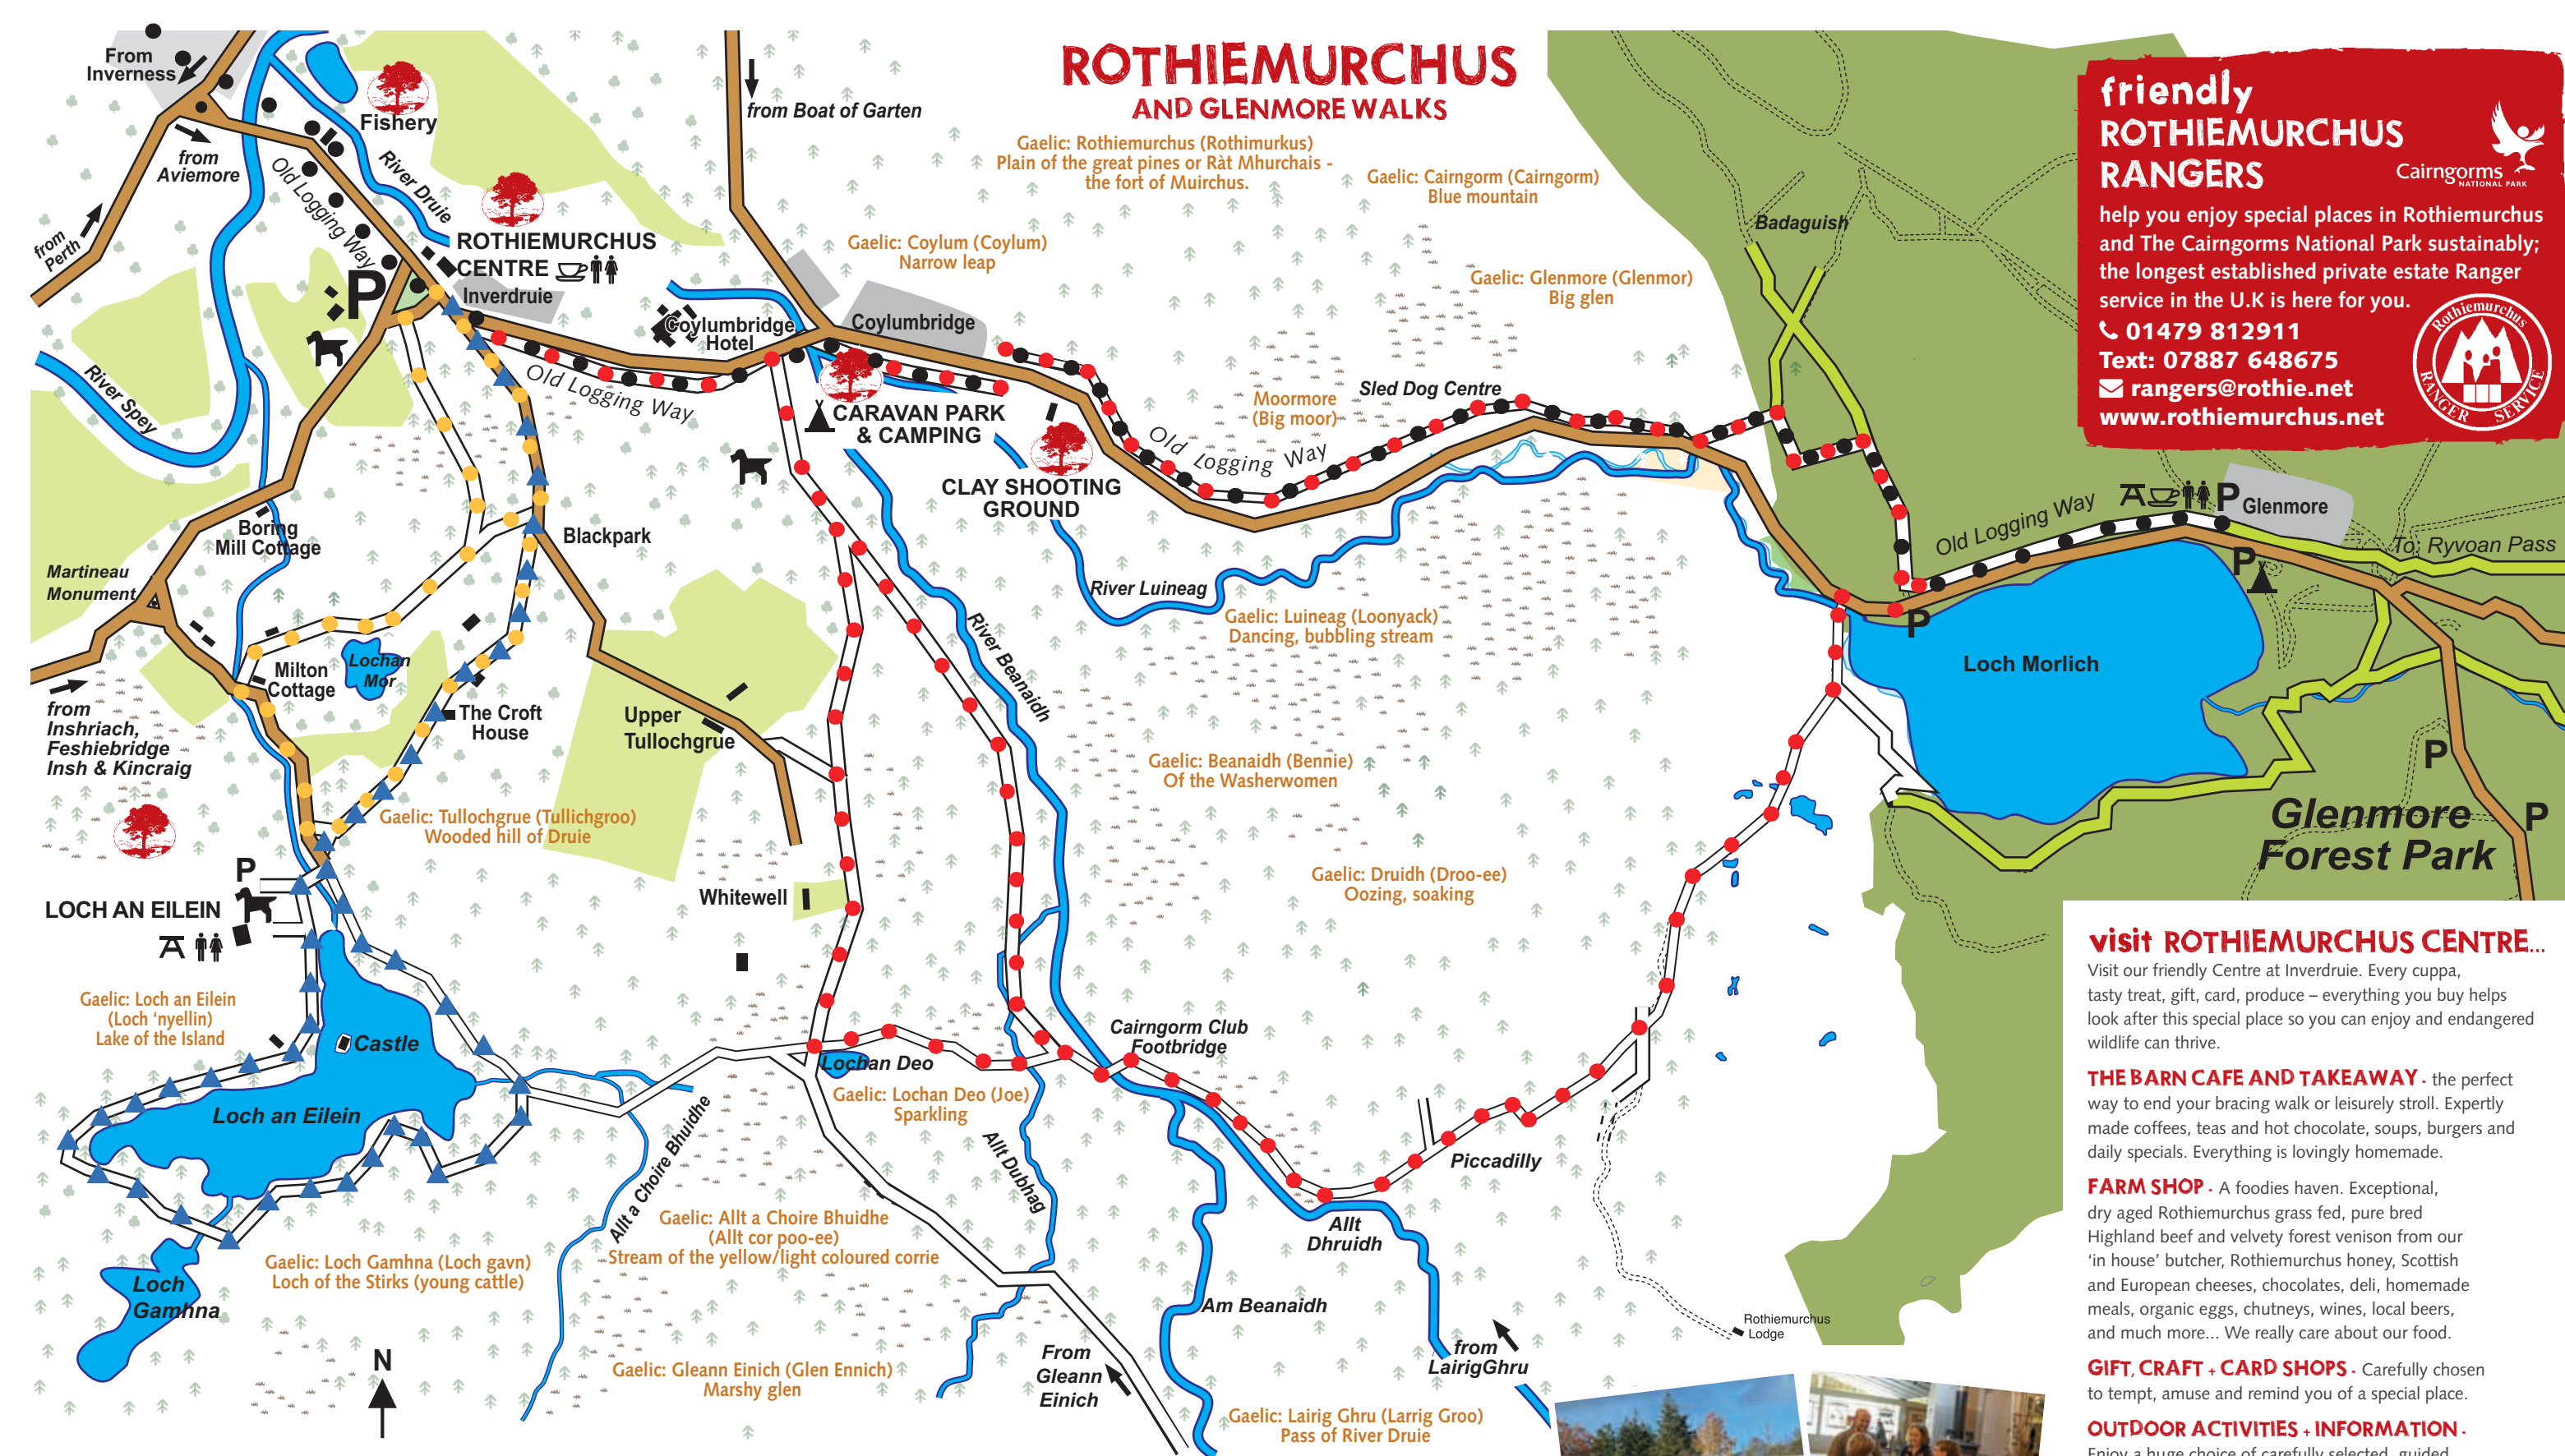 ROTHIEMURCHUS
AND GLENMORE WALKS
Gaelic: Rothiemurchus (Rothimurkus)
Plain of the great pines or Ràt Mhurchais -
the fort of Muirchus.
Gaelic: Cairngorm (Cairngorm)
Blue mountain
Gaelic: Coylum (Coylum)
Narrow leap
Gaelic: Glenmore (Glenmor)
Big glen
From
Inverness
from
Aviemore
from
Perth
Old Logging Way
River Druie
Fishery
from Boat of Garten
ROTHIEMURCHUS
CENTRE
Inverdruie
P
River Spey
Coylumbridge
Hotel
Coylumbridge
Old Logging Way
CARAVAN PARK
& CAMPING
CLAY SHOOTING
GROUND
Moormore
(Big moor)
Sled Dog Centre
Old Logging Way
Badaguish
Old Logging Way
P
Glenmore
P
To Ryvoan Pass
P
Loch Morlich
P
P
Glenmore
Forest Park
Boring
Mill Cottage
Blackpark
Martineau
Monument
Milton
Cottage
Lochan
Mor
The Croft
House
from
Inshriach,
Feshiebridge
Insh & Kincraig
Upper
Tullochgrue
River Luineag
Gaelic: Luineag (Loonyack)
Dancing, bubbling stream
River Beanaidh
Gaelic: Beanaidh (Bennie)
Of the Washerwomen
Gaelic: Tullochgrue (Tullichgroo)
Wooded hill of Druie
Gaelic: Druidh (Droo-ee)
Oozing, soaking
P
LOCH AN EILEIN
Whitewell
Gaelic: Loch an Eilein
(Loch ‘nyellin)
Lake of the Island
Castle
Loch an Eilein
Lochan Deo
Gaelic: Lochan Deo (Joe)
Sparkling
Cairngorm Club
Footbridge
Allt a Choire Bhuidhe
Allt Dubhag
Piccadilly
Allt
Dhruidh
Gaelic: Allt a Choire Bhuidhe
(Allt cor poo-ee)
Stream of the yellow/light coloured corrie
Gaelic: Loch Gamhna (Loch gavn)
Loch of the Stirks (young cattle)
Loch
Gamhna
Am Beanaidh
Rothiemurchus
Lodge
N
Gaelic: Gleann Einich (Glen Ennich)
Marshy glen
From
Gleann
Einich
from
LairigGhru
Gaelic: Lairig Ghru (Larrig Groo)
Pass of River Druie
friendly
ROTHIEMURCHUS
RANGERS
Cairngorms
NATIONAL PARK
help you enjoy special places in Rothiemurchus
and The Cairngorms National Park sustainably;
the longest established private estate Ranger
service in the U.K is here for you.
01479 812911
Text: 07887 648675
rangers@rothie.net
www.rothiemurchus.net
Rothiemurchus
RANGER SERVICE
visit ROTHIEMURCHUS CENTRE...
Visit our friendly Centre at Inverdruie. Every cuppa,
tasty treat, gift, card, produce – everything you buy helps
look after this special place so you can enjoy and endangered
wildlife can thrive.
THE BARN CAFE AND TAKEAWAY - the perfect
way to end your bracing walk or leisurely stroll. Expertly
made coffees, teas and hot chocolate, soups, burgers and
daily specials. Everything is lovingly homemade.
FARM SHOP - A foodies haven. Exceptional,
dry aged Rothiemurchus grass fed, pure bred
Highland beef and velvety forest venison from our
‘in house’ butcher, Rothiemurchus honey, Scottish
and European cheeses, chocolates, deli, homemade
meals, organic eggs, chutneys, wines, local beers,
and much more... We really care about our food.
GIFT, CRAFT + CARD SHOPS - Carefully chosen
to tempt, amuse and remind you of a special place.
OUTDOOR ACTIVITIES + INFORMATION -
Enjoy a huge choice of carefully selected, guided